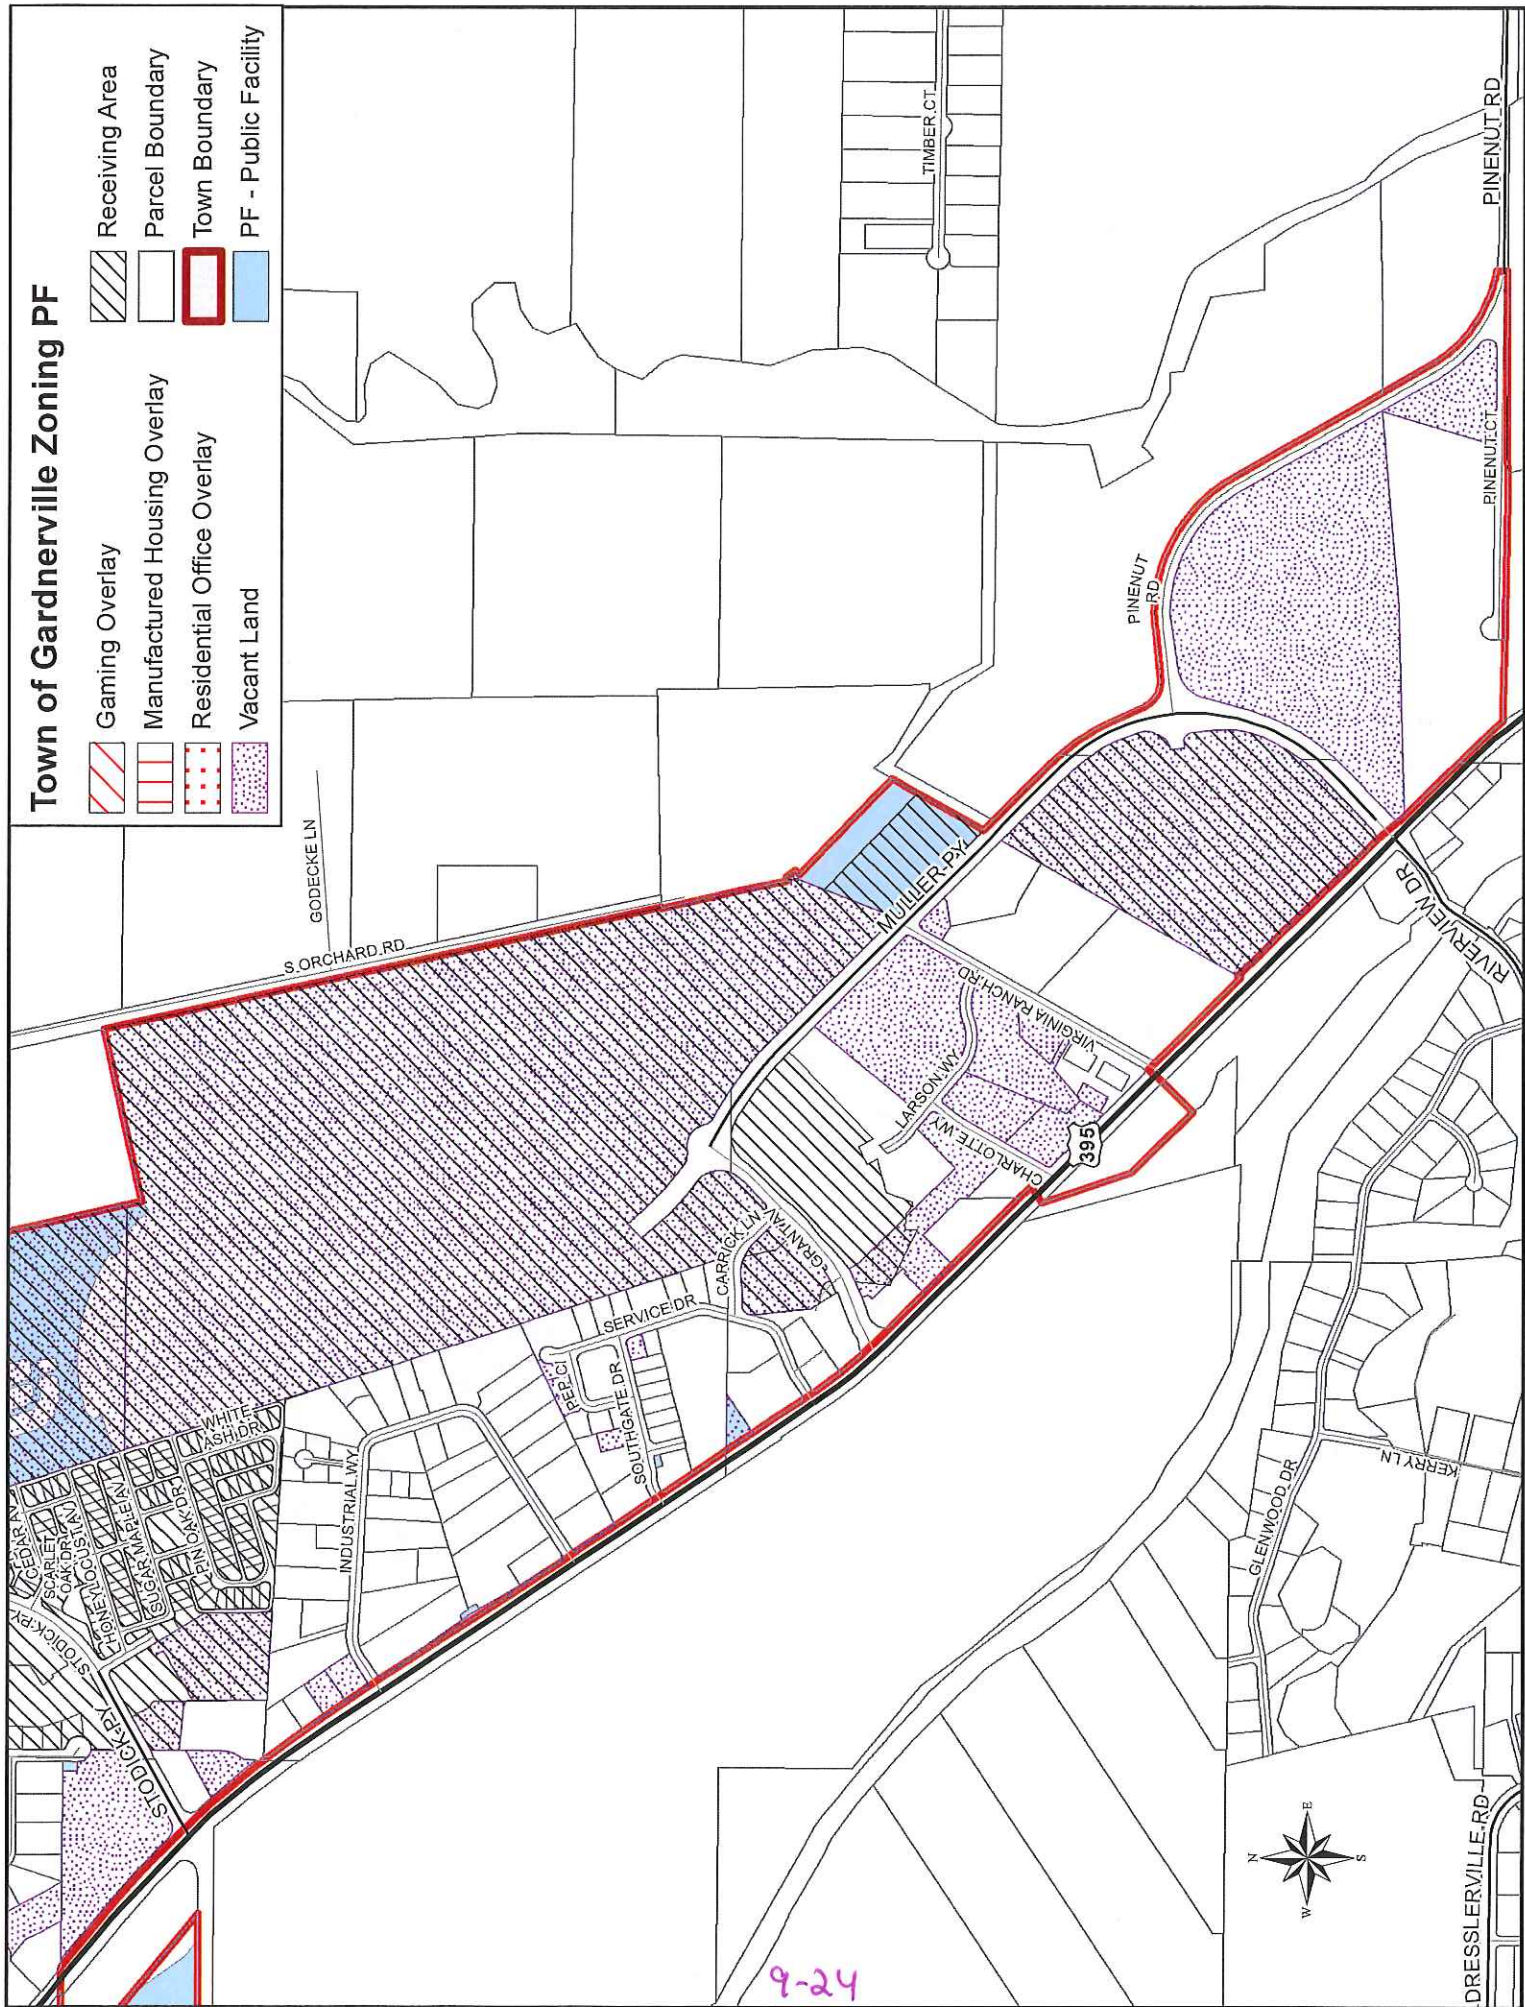 Town of Gardnerville Zoning PF
Gaming Overlay
Manufactured Housing Overlay
Residential Office Overlay
Vacant Land
Receiving Area
Parcel Boundary
Town Boundary
PF - Public Facility
GODECKE LN
S ORCHARD RD
TIMBER CT
PINENUT RD
PINENUT
RD
PINENUT CT
MULLER PY
VIRGINIA RANCH RD
LARSON WY
CHARLOTTE WY
395
RIVERVIEW DR
GRANT AV
CARRICK LN
SERVICE DR
PEP CI
SOUTHGATE DR
INDUSTRIAL WY
WHITE
ASH DR
CEDAR AV
SCARLET
OAK DR
HONEYLOCUST AV
SUGAR MAPLE AV
PIN OAK DR
STODICK PY
STODICK PY
GLENWOOD DR
KERRY LN
DRESSLERVILLE RD
N
E
S
W
9-24